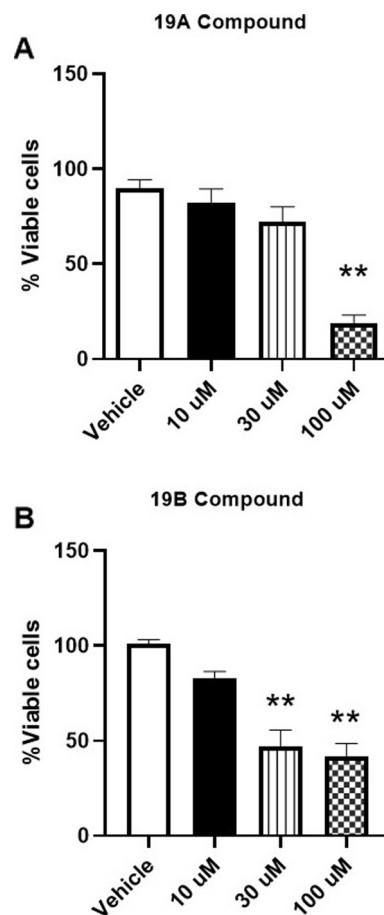 19A Compound
A
150
100
50
0
% Viable cells
**
Vehicle
10 uM
30 uM
100 uM
19B Compound
B
150
100
50
0
%Viable cells
**
**
Vehicle
10 uM
30 uM
100 uM